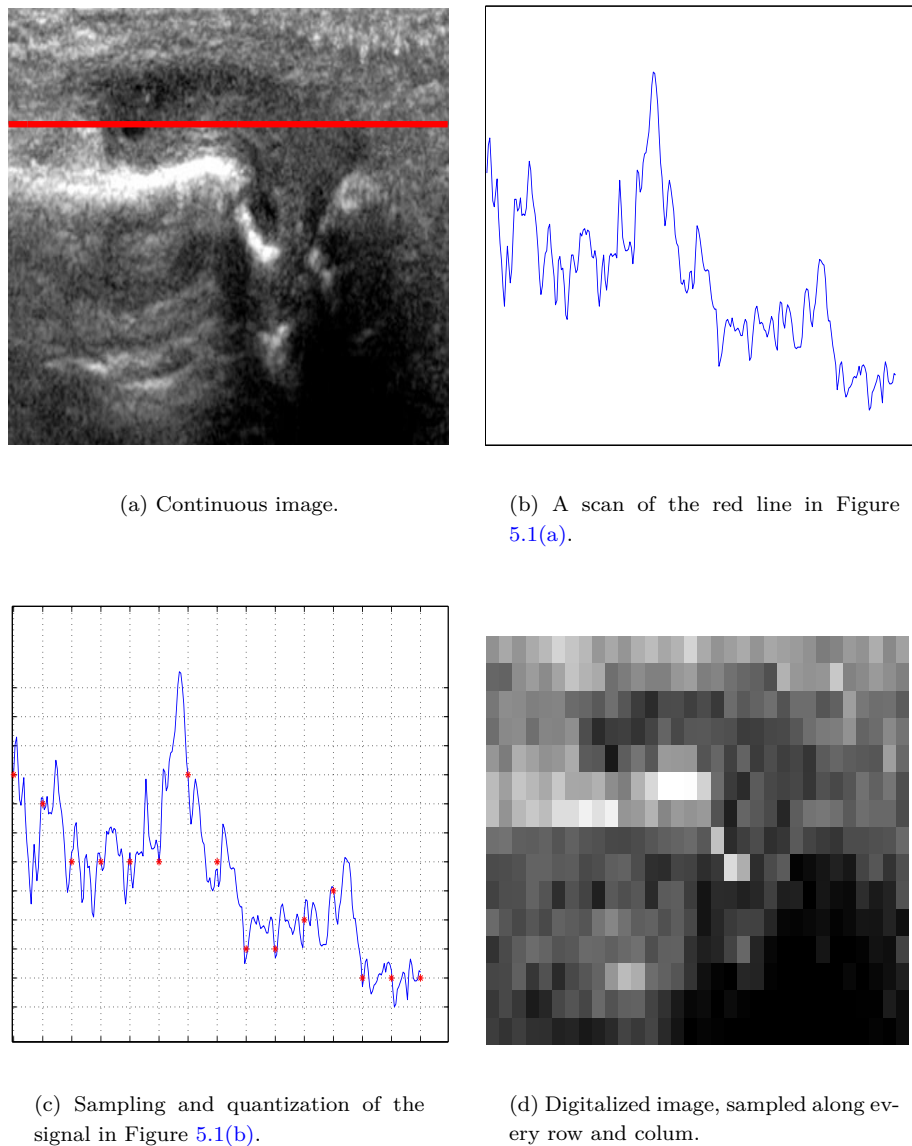 (a) Continuous image.
(b) A scan of the red line in Figure
5.1(a).
(c) Sampling and quantization of the
signal in Figure 5.1(b).
(d) Digitalized image, sampled along ev-
ery row and colum.